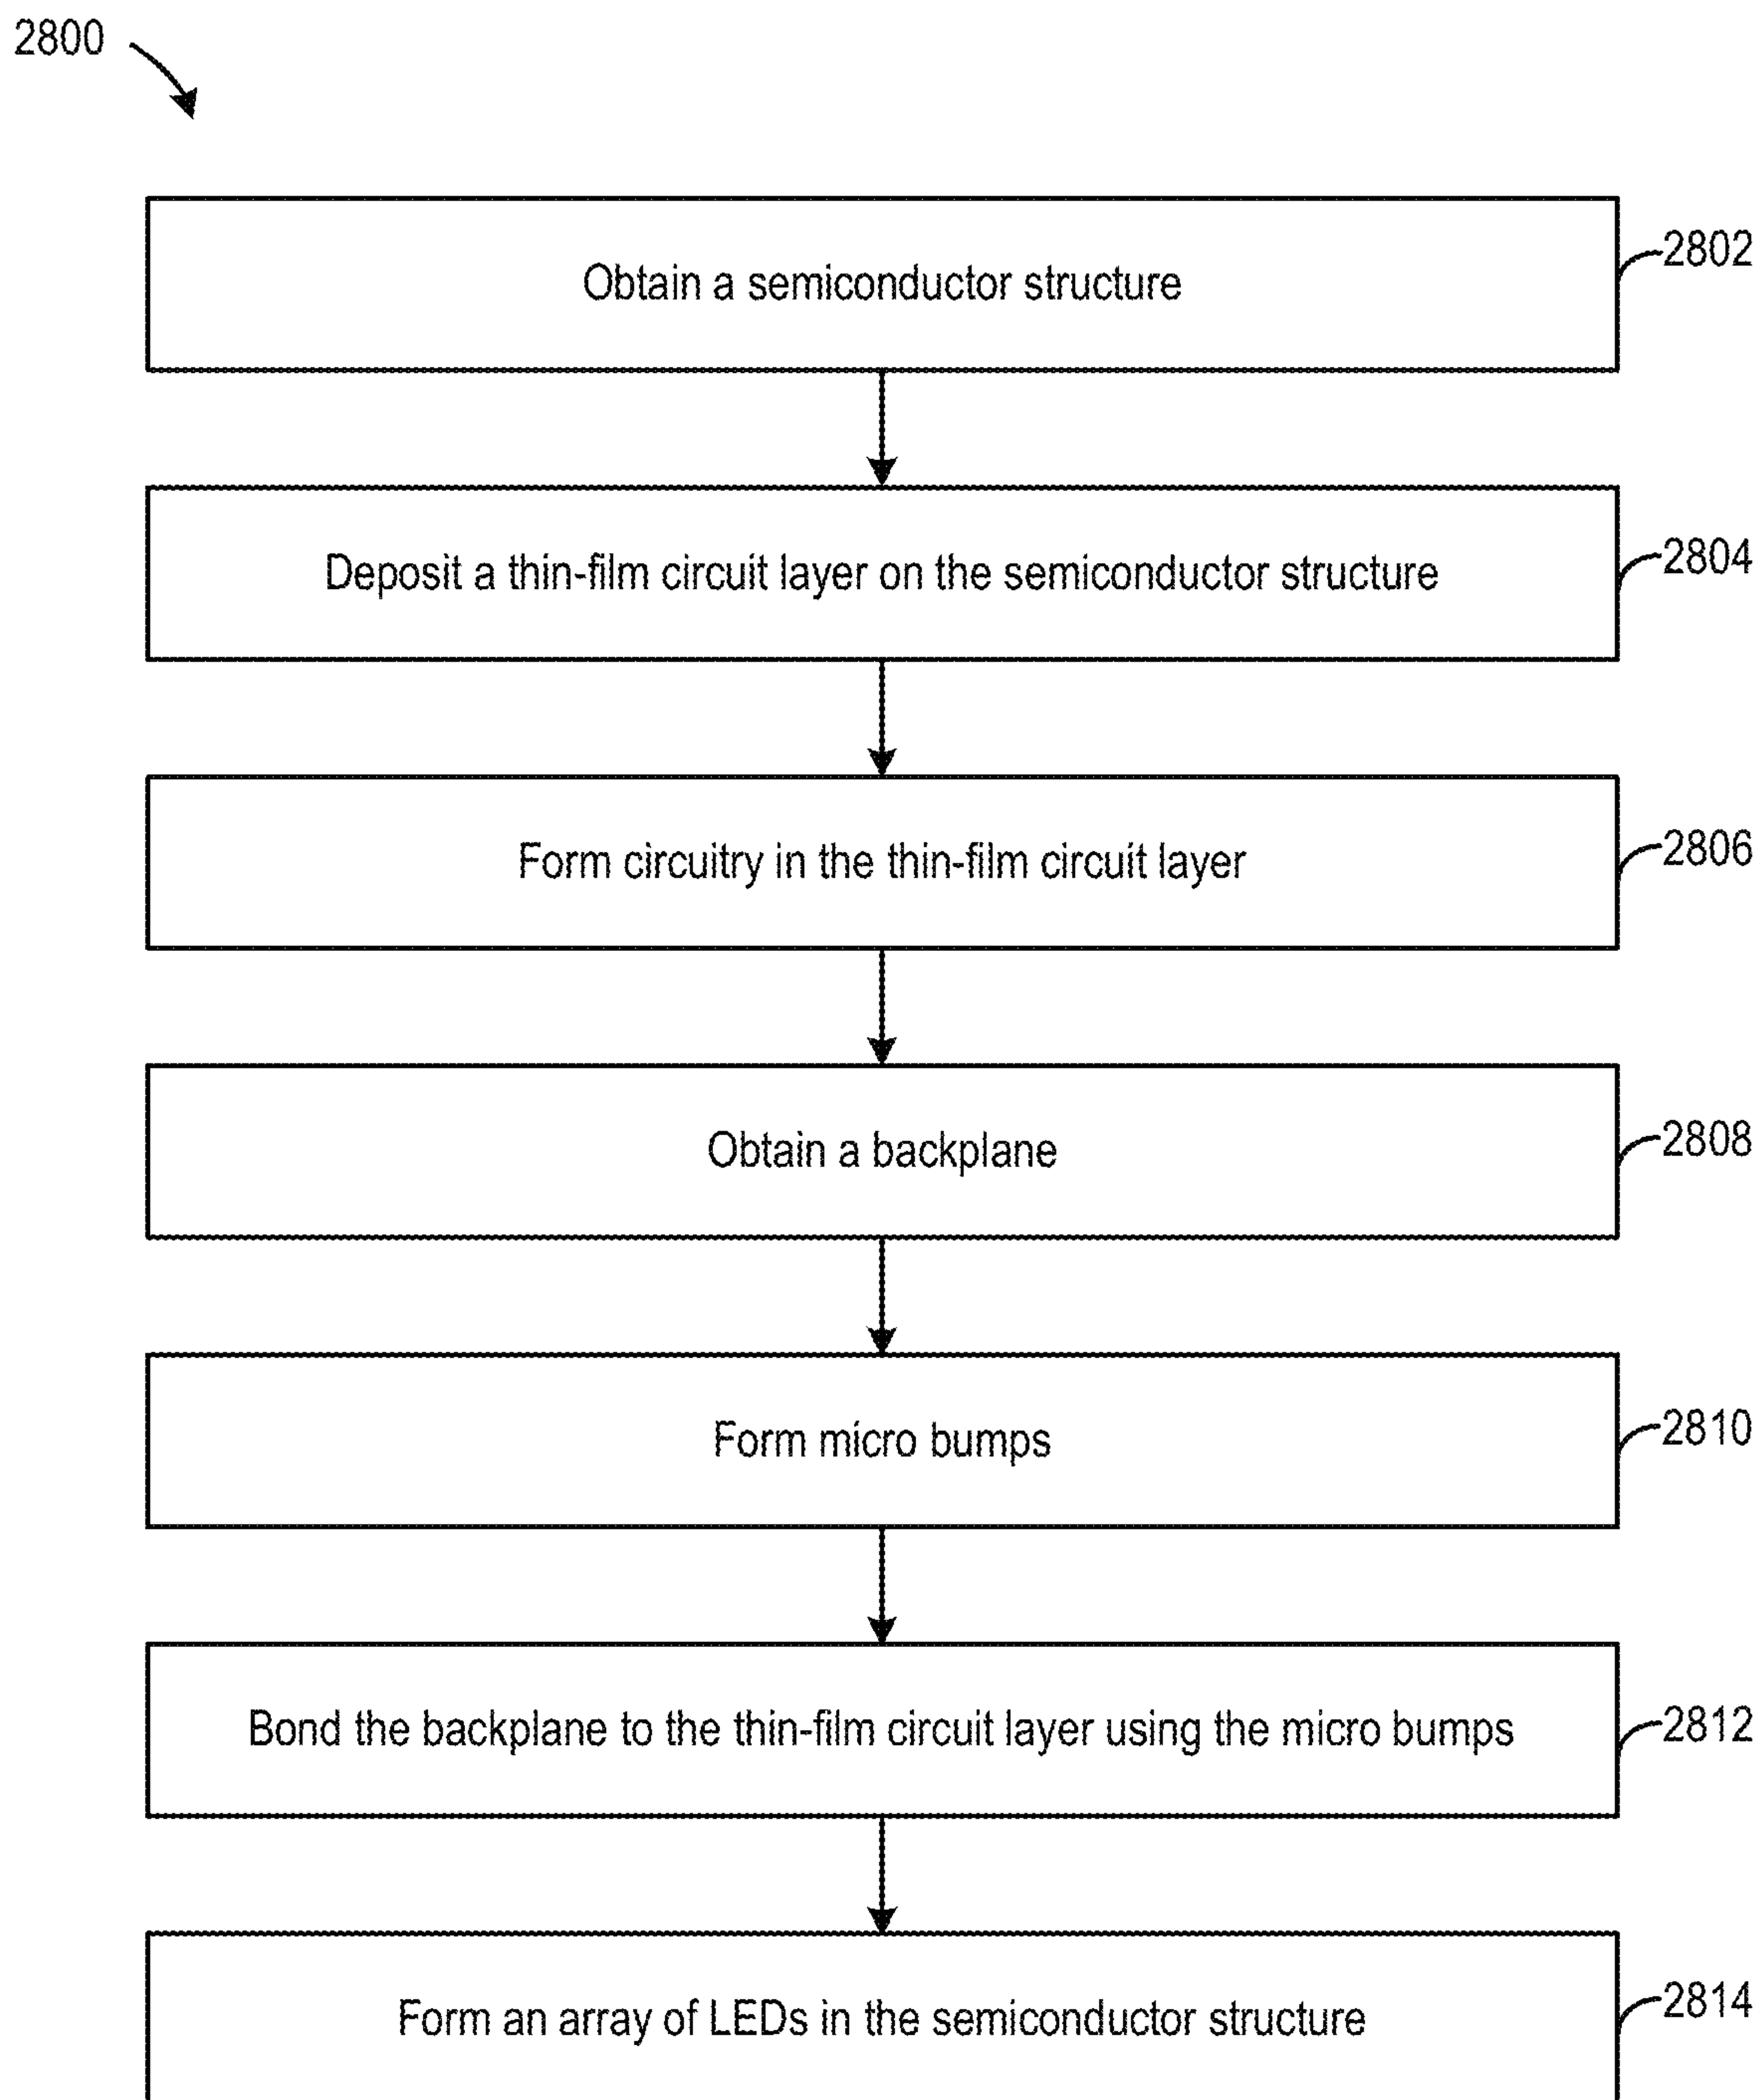 2800
Obtain a semiconductor structure
2802
Deposit a thin-film circuit layer on the semiconductor structure
2804
Form circuitry in the thin-film circuit layer
2806
Obtain a backplane
2808
Form micro bumps
2810
Bond the backplane to the thin-film circuit layer using the micro bumps
2812
Form an array of LEDs in the semiconductor structure
2814